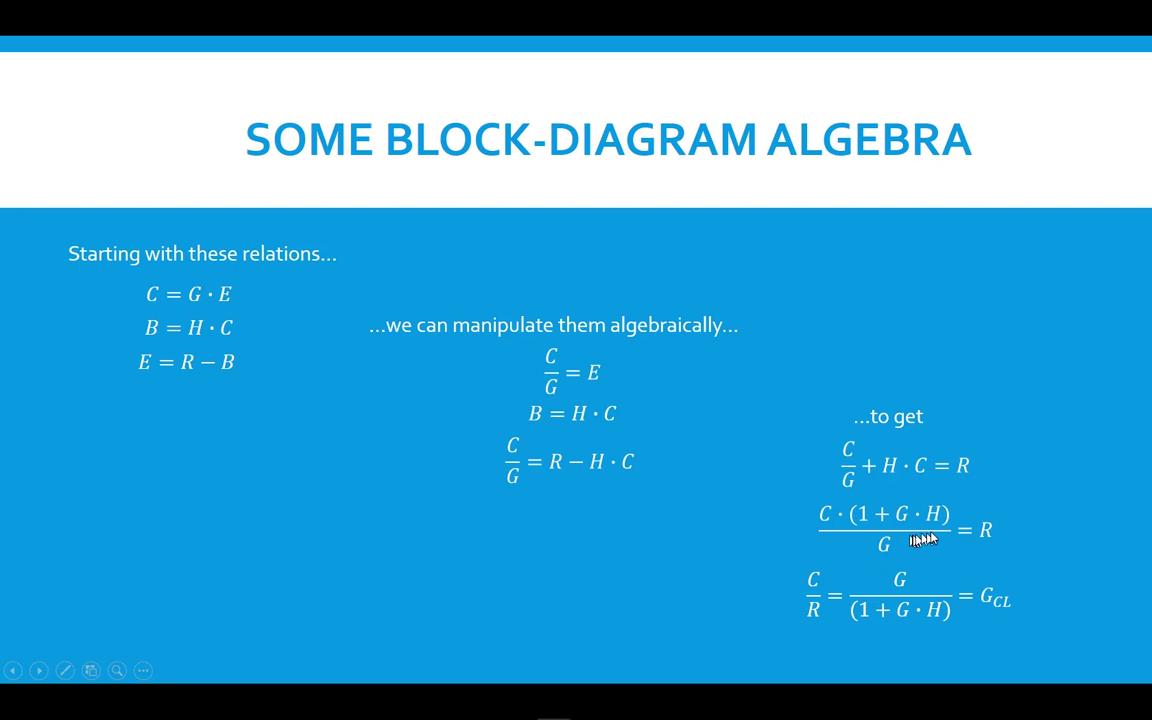 SOME BLOCK-DIAGRAM ALGEBRA
Starting with these relations...
C = G · E
B = H · C
E = R − B
...we can manipulate them algebraically...
C/G = E
B = H · C
C/G = R − H · C
...to get
C/G + H · C = R
C · (1 + G · H)/G = R
C/R = G/(1 + G · H) = G_CL